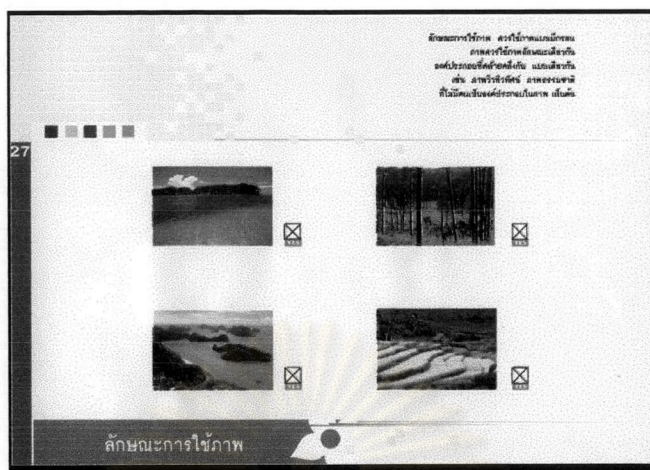 ลักษณะการใช้ภาพ ควรใช้ภาพแบบมีกรอบ
ภาพควรใช้ภาพลักษณะเดียวกัน
องค์ประกอบที่คล้ายคลึงกัน แบบเดียวกัน
เช่น ภาพวิวทิวทัศน์ ภาพธรรมชาติ
ที่ไม่มีคนเป็นองค์ประกอบในภาพ เป็นต้น
27
ลักษณะการใช้ภาพ